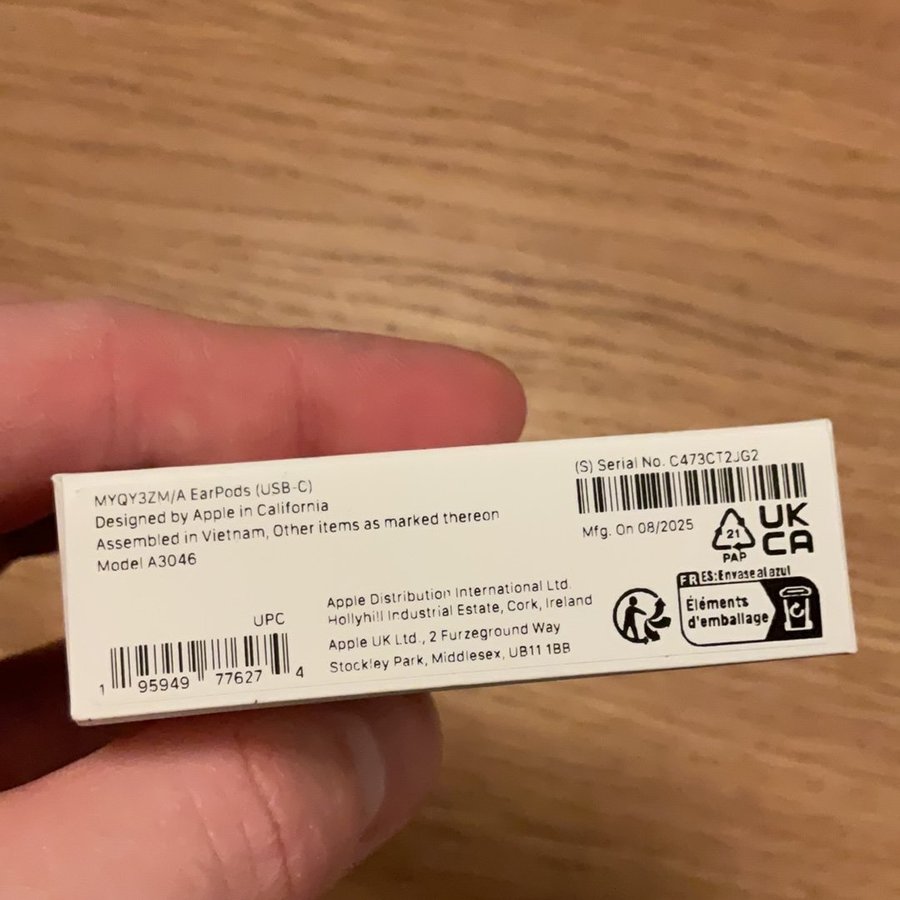 MYQY3ZM/A EarPods (USB-C)
Designed by Apple in California
Assembled in Vietnam, Other items as marked thereon
Model A3046
(S) Serial No. C473CT2JG2
Mfg. On 08/2025
21
PAP
UK
CA
UPC
1 95949 77627 4
Apple Distribution International Ltd.
Hollyhill Industrial Estate, Cork, Ireland
Apple UK Ltd., 2 Furzeground Way
Stockley Park, Middlesex, UB11 1BB
FR ES:Envase al azul
Éléments
d'emballage